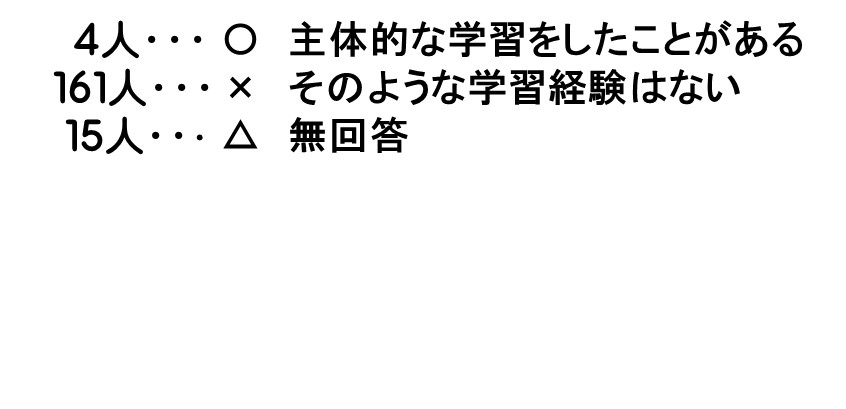 4人・・・ ○ 主体的な学習をしたことがある
161人・・・ × そのような学習経験はない
15人・・・ △ 無回答